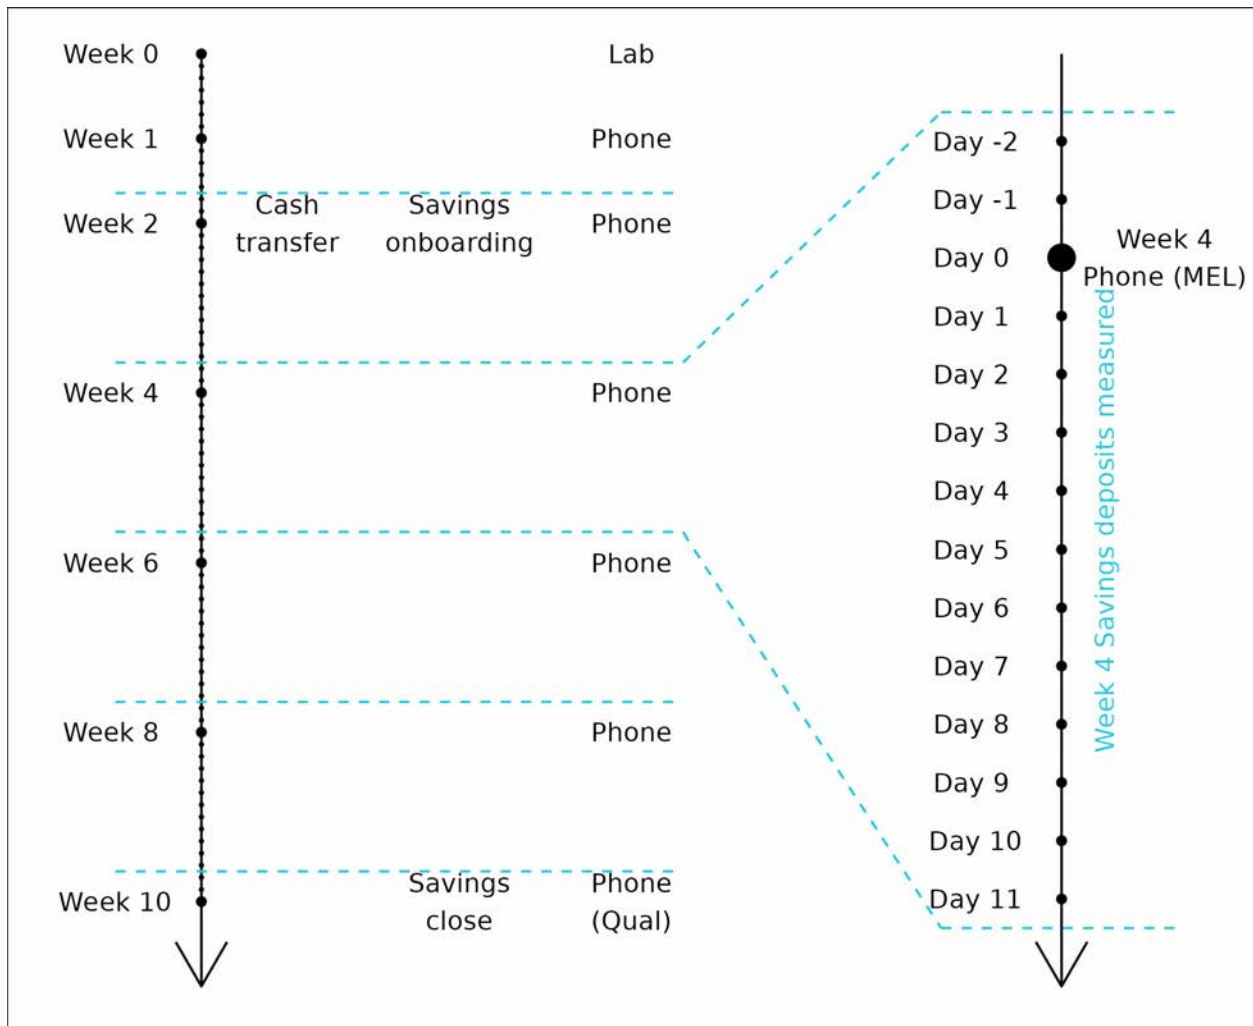 Week 0
Lab
Week 1
Phone
Week 2
Cash
transfer
Savings
onboarding
Phone
Week 4
Phone
Week 6
Phone
Week 8
Phone
Week 10
Savings
close
Phone
(Qual)
Day -2
Day -1
Day 0
Week 4
Phone (MEL)
Day 1
Day 2
Day 3
Day 4
Day 5
Day 6
Day 7
Day 8
Day 9
Day 10
Day 11
Week 4 Savings deposits measured